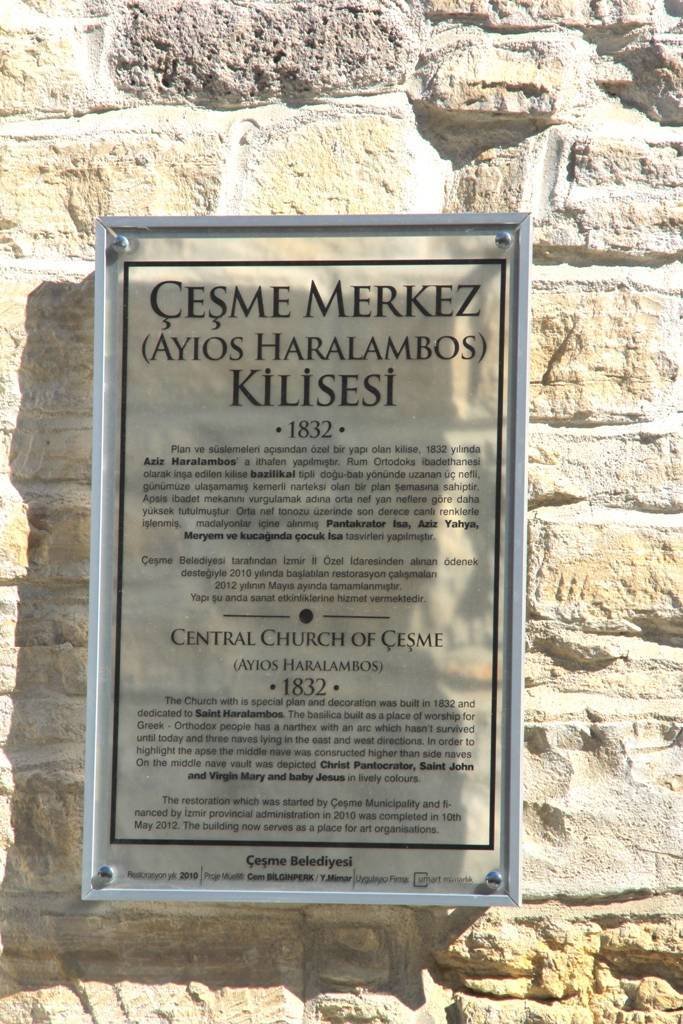 ÇEŞME MERKEZ
(AYIOS HARALAMBOS)
KİLİSESİ
• 1832 •
Plan ve süslemeleri açısından özel bir yapı olan kilise, 1832 yılında
Aziz Haralambos' a ithafen yapılmıştır. Rum Ortodoks ibadethanesi
olarak inşa edilen kilise bazilikal tipli doğu-batı yönünde uzanan üç nefli,
günümüze ulaşamamış kemerli narteksi olan bir plan şemasına sahiptir.
Apsis ibadet mekanını vurgulamak adına orta nef yan neflere göre daha
yüksek tutulmuştur. Orta nef tonozu üzerinde son derece canlı renklerle
işlenmiş, madalyonlar içine alınmış Pantakrator Isa, Aziz Yahya,
Meryem ve kucağında çocuk Isa tasvirleri yapılmıştır.
Çeşme Belediyesi tarafından İzmir İl Özel İdaresinden alınan ödenek
desteğiyle 2010 yılında başlatılan restorasyon çalışmaları
2012 yılının Mayıs ayında tamamlanmıştır.
Yapı şu anda sanat etkinliklerine hizmet vermektedir.
CENTRAL CHURCH OF ÇEŞME
(AYIOS HARALAMBOS)
• 1832 •
The Church with is special plan and decoration was built in 1832 and
dedicated to Saint Haralambos. The basilica built as a place of worship for
Greek - Orthodox people has a narthex with an arc which hasn't survived
until today and three naves lying in the east and west directions. In order to
highlight the apse the middle nave was consructed higher than side naves
On the middle nave vault was depicted Christ Pantocrator, Saint John
and Virgin Mary and baby Jesus in lively colours.
The restoration which was started by Çeşme Municipality and fi-
nanced by İzmir provincial administration in 2010 was completed in 10th
May 2012. The building now serves as a place for art organisations.
Çeşme Belediyesi
Restorasyon yılı: 2010 | Proje Müellifi: Cem BİLGİNPERK / Y.Mimar | Uygulayıcı Firma: umart mimarlık